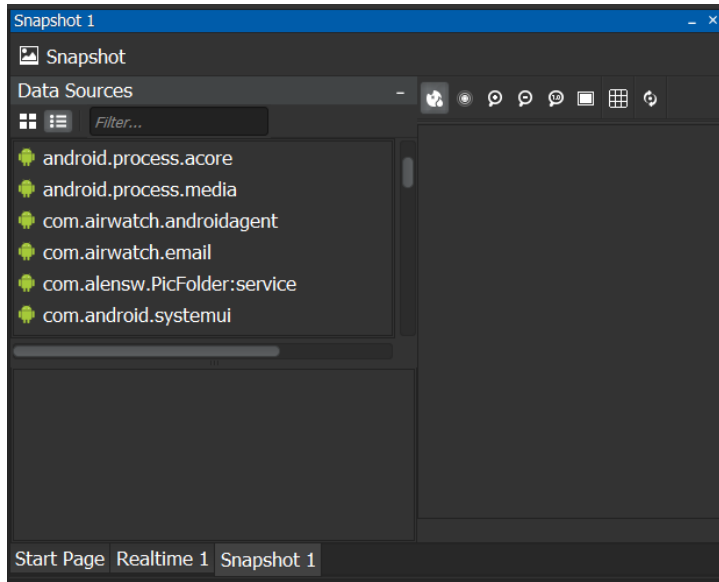 Snapshot 1
Snapshot
Data Sources
Filter...
android.process.acore
android.process.media
com.airwatch.androidagent
com.airwatch.email
com.alensw.PicFolder:service
com.android.systemui
Start Page Realtime 1 Snapshot 1